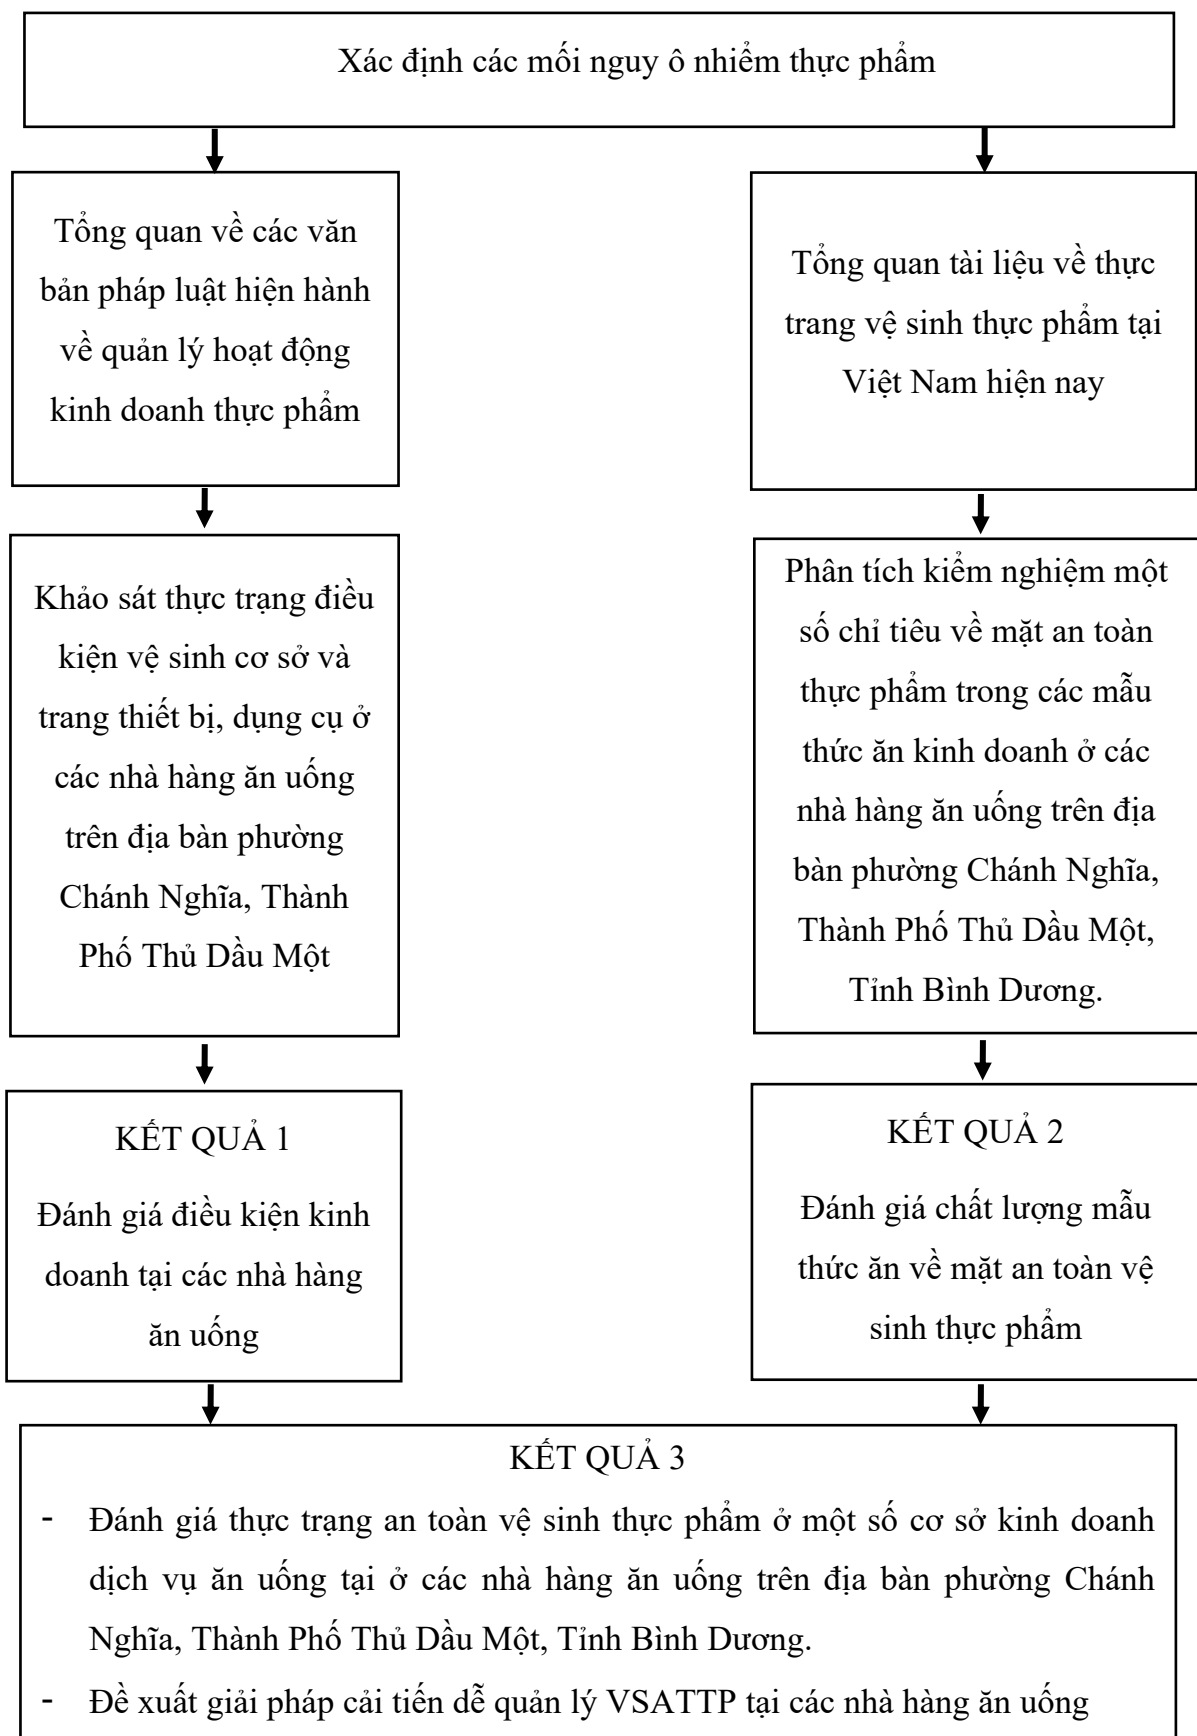 Xác định các mối nguy ô nhiễm thực phẩm
Tổng quan về các văn
bản pháp luật hiện hành
về quản lý hoạt động
kinh doanh thực phẩm
Tổng quan tài liệu về thực
trang vệ sinh thực phẩm tại
Việt Nam hiện nay
Khảo sát thực trạng điều
kiện vệ sinh cơ sở và
trang thiết bị, dụng cụ ở
các nhà hàng ăn uống
trên địa bàn phường
Chánh Nghĩa, Thành
Phố Thủ Dầu Một
Phân tích kiểm nghiệm một
số chỉ tiêu về mặt an toàn
thực phẩm trong các mẫu
thức ăn kinh doanh ở các
nhà hàng ăn uống trên địa
bàn phường Chánh Nghĩa,
Thành Phố Thủ Dầu Một,
Tỉnh Bình Dương.
KẾT QUẢ 1
Đánh giá điều kiện kinh
doanh tại các nhà hàng
ăn uống
KẾT QUẢ 2
Đánh giá chất lượng mẫu
thức ăn về mặt an toàn vệ
sinh thực phẩm
KẾT QUẢ 3
- Đánh giá thực trạng an toàn vệ sinh thực phẩm ở một số cơ sở kinh doanh
dịch vụ ăn uống tại ở các nhà hàng ăn uống trên địa bàn phường Chánh
Nghĩa, Thành Phố Thủ Dầu Một, Tỉnh Bình Dương.
- Đề xuất giải pháp cải tiến dễ quản lý VSATTP tại các nhà hàng ăn uống